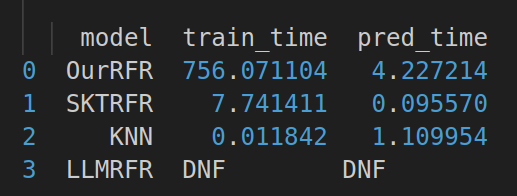 model train_time pred_time
0 OurRFR 756.071104 4.227214
1 SKTRFR 7.741411 0.095570
2 KNN 0.011842 1.109954
3 LLMRFR DNF DNF